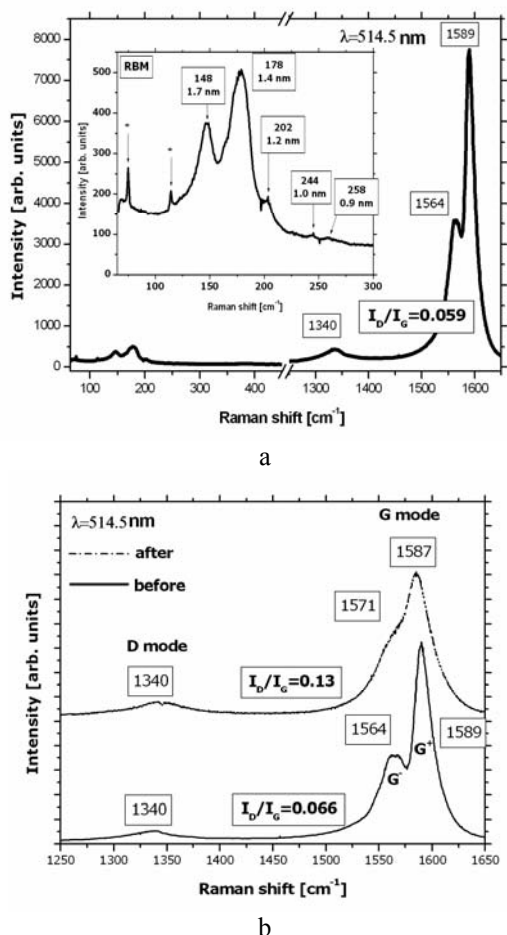 a
λ=514.5 nm
1589
8000
7000
6000
5000
4000
3000
2000
1000
0
Intensity [arb. units]
RBM
500
400
300
200
100
0
Intensity [arb. units]
*
*
148
1.7 nm
178
1.4 nm
202
1.2 nm
244
1.0 nm
258
0.9 nm
100 150 200 250 300
Raman shift [cm⁻¹]
1564
I_D/I_G=0.059
1340
100 200 300 400 1300 1400 1500 1600
Raman shift [cm⁻¹]
a
λ=514.5nm
after
before
G mode
1587
1571
D mode
1340
I_D/I_G=0.13
1564
G⁺
1589
G⁻
1340
I_D/I_G=0.066
Intensity [arb. units]
1250 1300 1350 1400 1450 1500 1550 1600 1650
Raman shift [cm⁻¹]
b